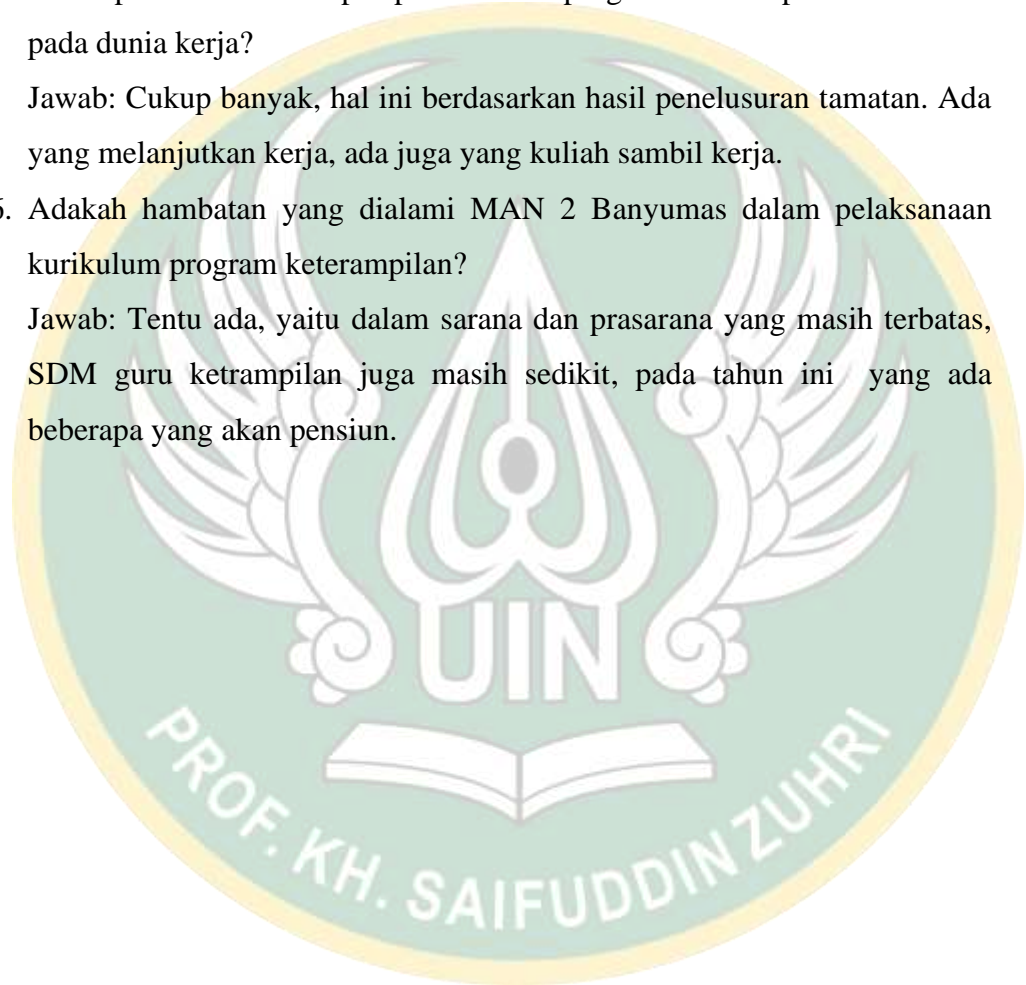 pada dunia kerja?
Jawab: Cukup banyak, hal ini berdasarkan hasil penelusuran tamatan. Ada
yang melanjutkan kerja, ada juga yang kuliah sambil kerja.
6. Adakah hambatan yang dialami MAN 2 Banyumas dalam pelaksanaan
kurikulum program keterampilan?
Jawab: Tentu ada, yaitu dalam sarana dan prasarana yang masih terbatas,
SDM guru ketrampilan juga masih sedikit, pada tahun ini yang ada
beberapa yang akan pensiun.
UIN
PROF. KH. SAIFUDDIN ZUHRI